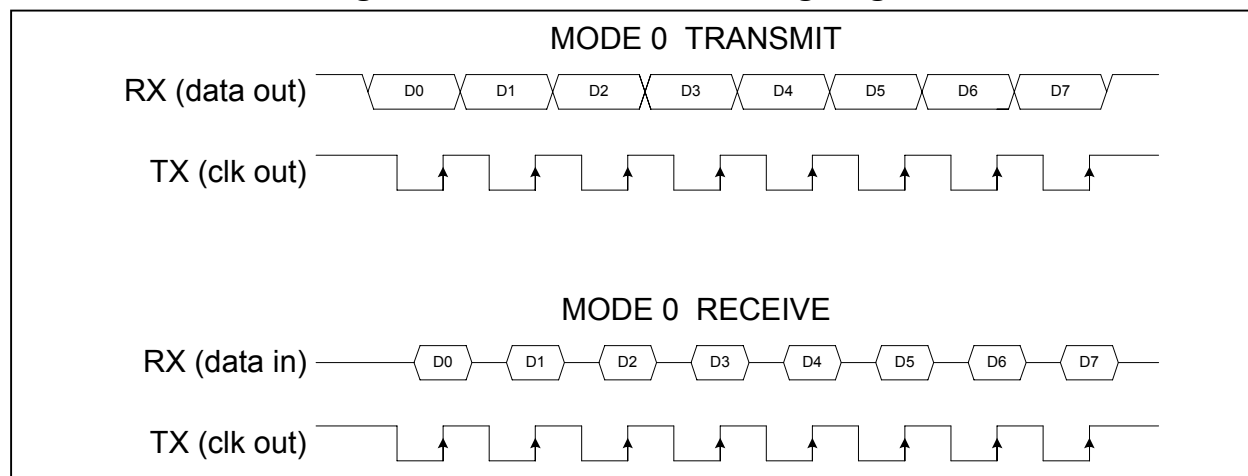 MODE 0 TRANSMIT
RX (data out) D0 D1 D2 D3 D4 D5 D6 D7
TX (clk out)
MODE 0 RECEIVE
RX (data in) D0 D1 D2 D3 D4 D5 D6 D7
TX (clk out)